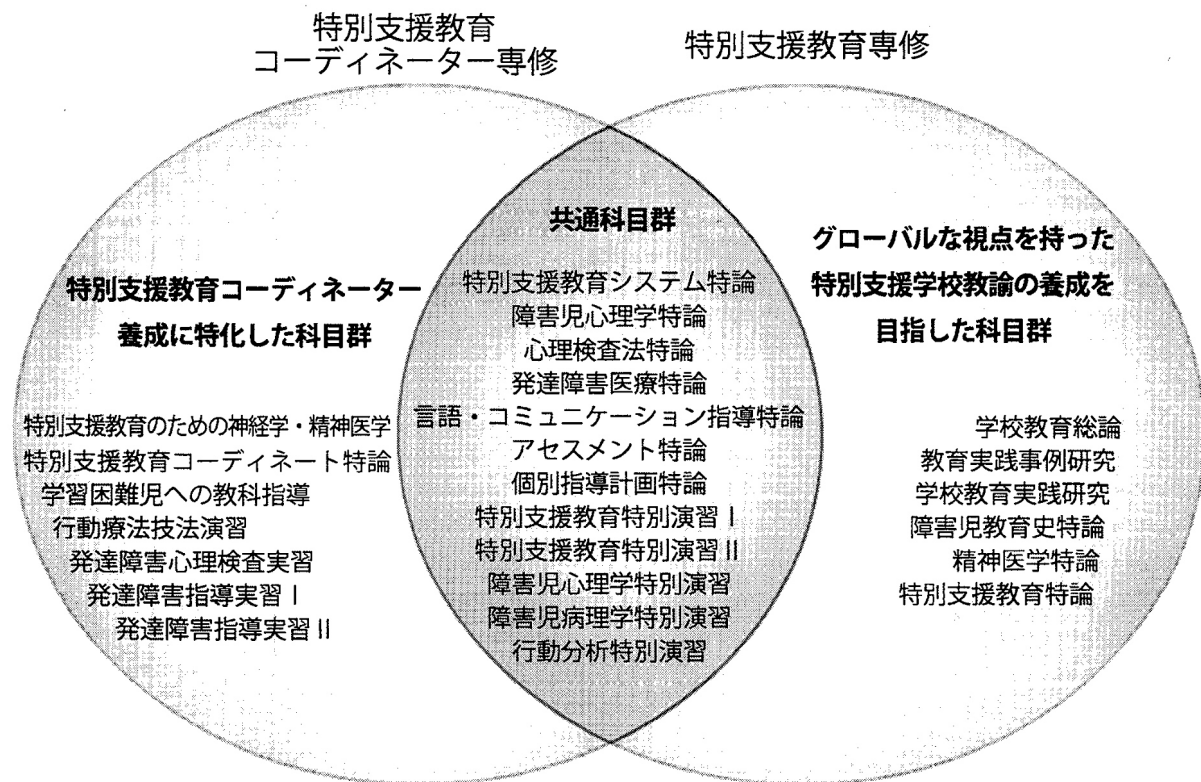 特別支援教育
コーディネーター専修
特別支援教育専修
特別支援教育コーディネーター
養成に特化した科目群
特別支援教育のための神経学・精神医学
特別支援教育コーディネート特論
学習困難児への教科指導
行動療法技法演習
発達障害心理検査実習
発達障害指導実習Ⅰ
発達障害指導実習Ⅱ
共通科目群
特別支援教育システム特論
障害児心理学特論
心理検査法特論
発達障害医療特論
言語・コミュニケーション指導特論
アセスメント特論
個別指導計画特論
特別支援教育特別演習Ⅰ
特別支援教育特別演習Ⅱ
障害児心理学特別演習
障害児病理学特別演習
行動分析特別演習
グローバルな視点を持った
特別支援学校教諭の養成を
目指した科目群
学校教育総論
教育実践事例研究
学校教育実践研究
障害児教育史特論
精神医学特論
特別支援教育特論